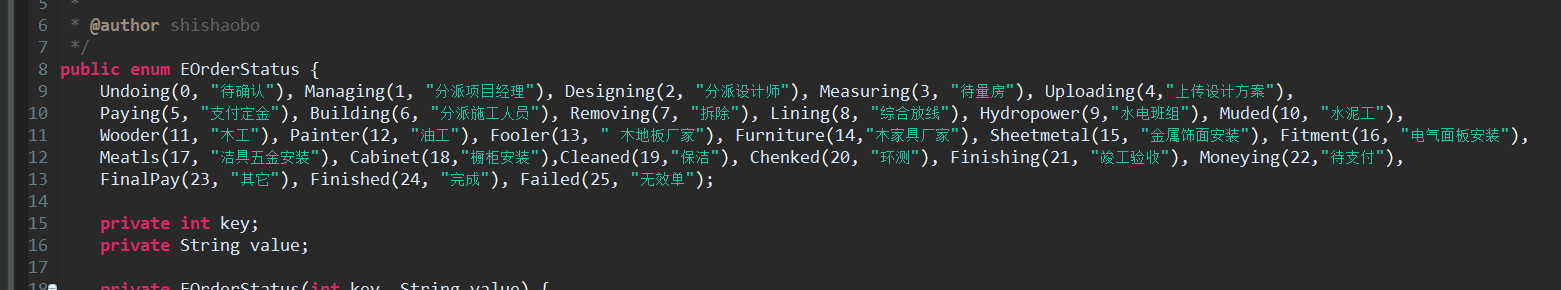 5 *
6 * @author shishaobo
7 */
8 public enum EOrderStatus {
9 Undoing(0, "待确认"), Managing(1, "分派项目经理"), Designing(2, "分派设计师"), Measuring(3, "待量房"), Uploading(4,"上传设计方案"),
10 Paying(5, "支付定金"), Building(6, "分派施工人员"), Removing(7, "拆除"), Lining(8, "综合放线"), Hydropower(9,"水电班组"), Muded(10, "水泥工"),
11 Wooder(11, "木工"), Painter(12, "油工"), Fooler(13, " 木地板厂家"), Furniture(14,"木家具厂家"), Sheetmetal(15, "金属饰面安装"), Fitment(16, "电气面板安装"),
12 Meatls(17, "洁具五金安装"), Cabinet(18,"橱柜安装"),Cleaned(19,"保洁"), Chenked(20, "环测"), Finishing(21, "竣工验收"), Moneying(22,"待支付"),
13 FinalPay(23, "其它"), Finished(24, "完成"), Failed(25, "无效单");
14
15 private int key;
16 private String value;
17
18 private EOrderStatus(int key, String value) {